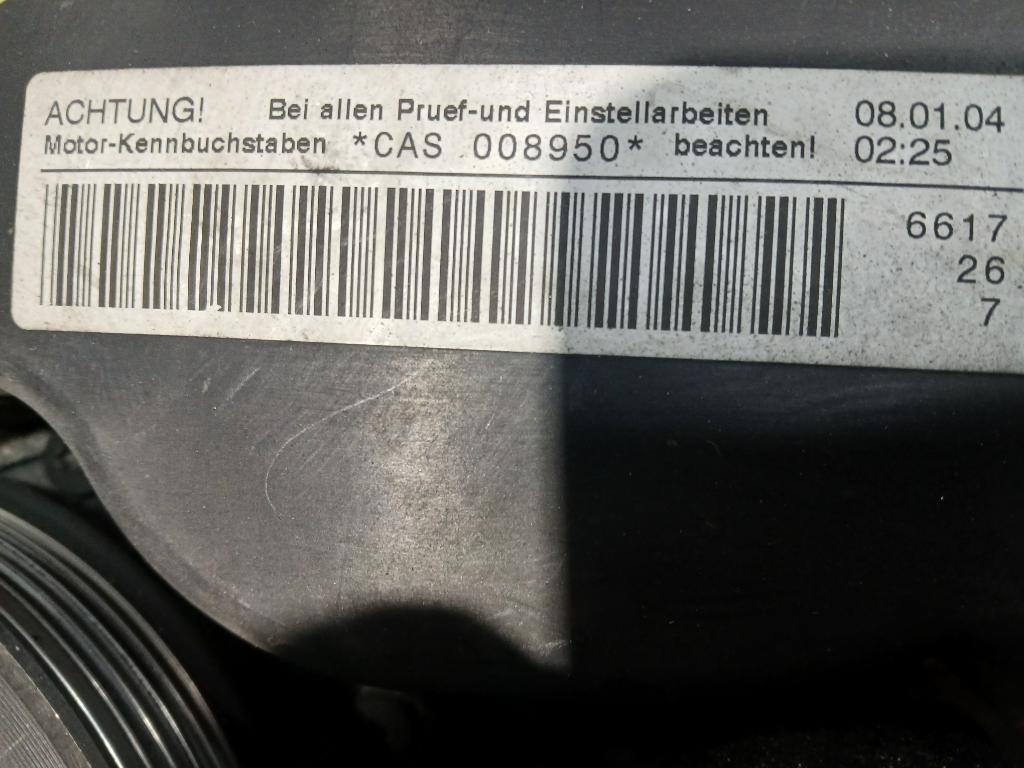 ACHTUNG! Bei allen Pruef-und Einstellarbeiten 08.01.04
Motor-Kennbuchstaben *CAS 008950* beachten! 02:25
6617
26
7